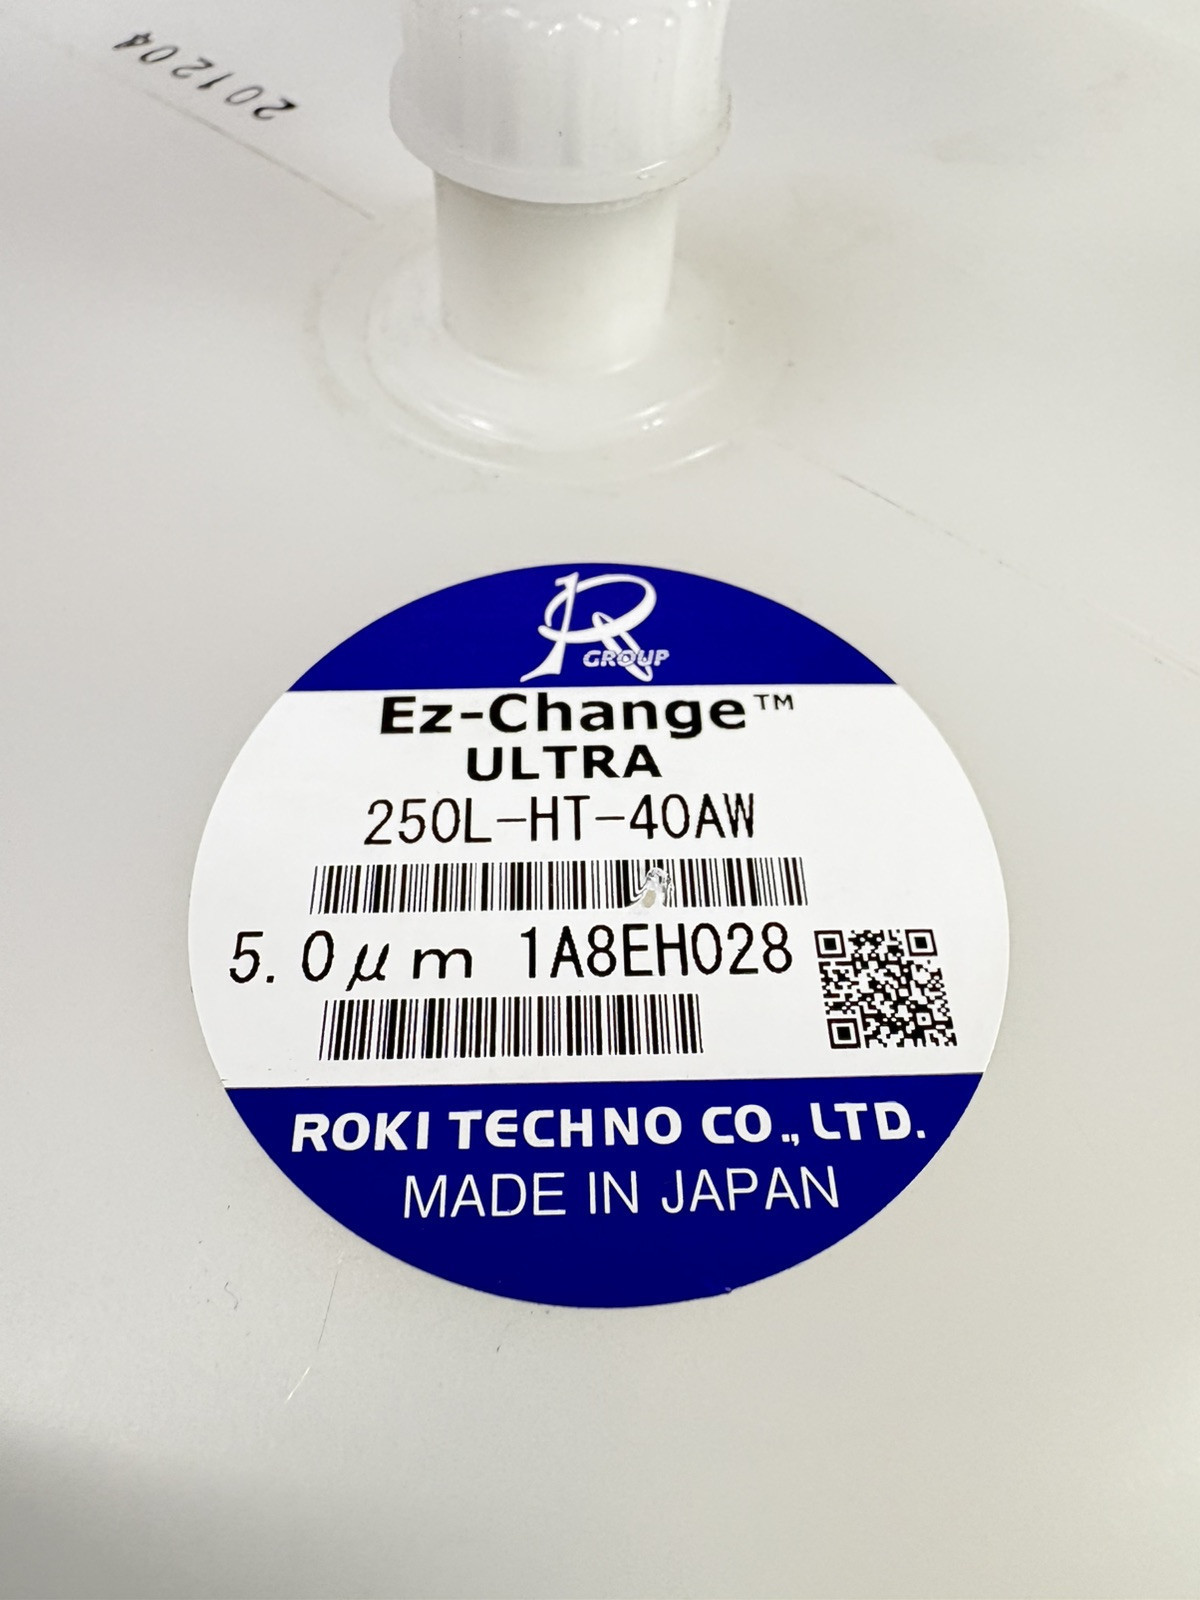 201204
R
GROUP
Ez-Change™
ULTRA
250L-HT-40AW
5.0μm 1A8EH028
ROKI TECHNO CO., LTD.
MADE IN JAPAN